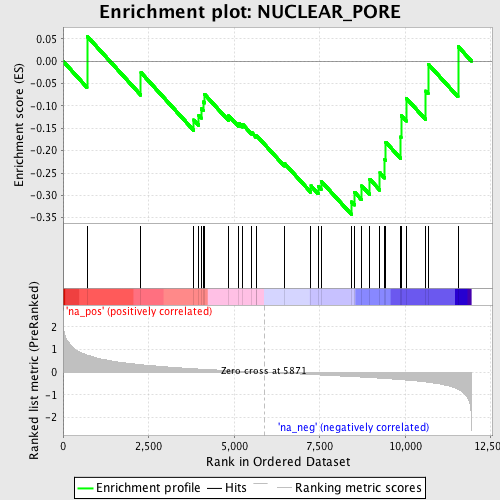 Enrichment plot: NUCLEAR_PORE
Enrichment score (ES)
0.05
0.00
-0.05
-0.10
-0.15
-0.20
-0.25
-0.30
-0.35
'na_pos' (positively correlated)
Ranked list metric (PreRanked)
2
1
0
-1
-2
Zero cross at 5871
'na_neg' (negatively correlated)
0 2,500 5,000 7,500 10,000 12,500
Rank in Ordered Dataset
Enrichment profile Hits Ranking metric scores